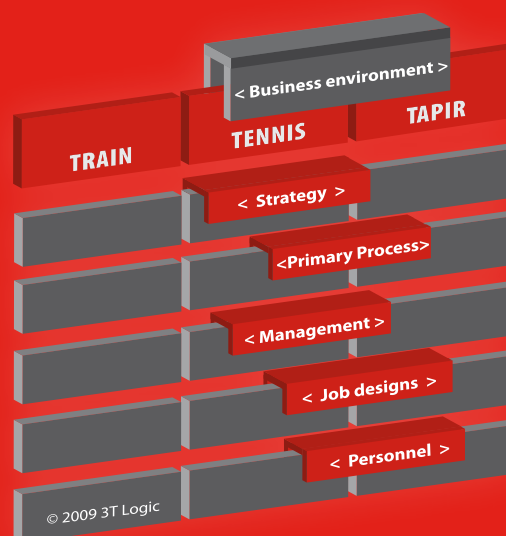 < Business environment >
TRAIN
TENNIS
TAPIR
< Strategy >
<Primary Process>
< Management >
< Job designs >
< Personnel >
© 2009 3T Logic